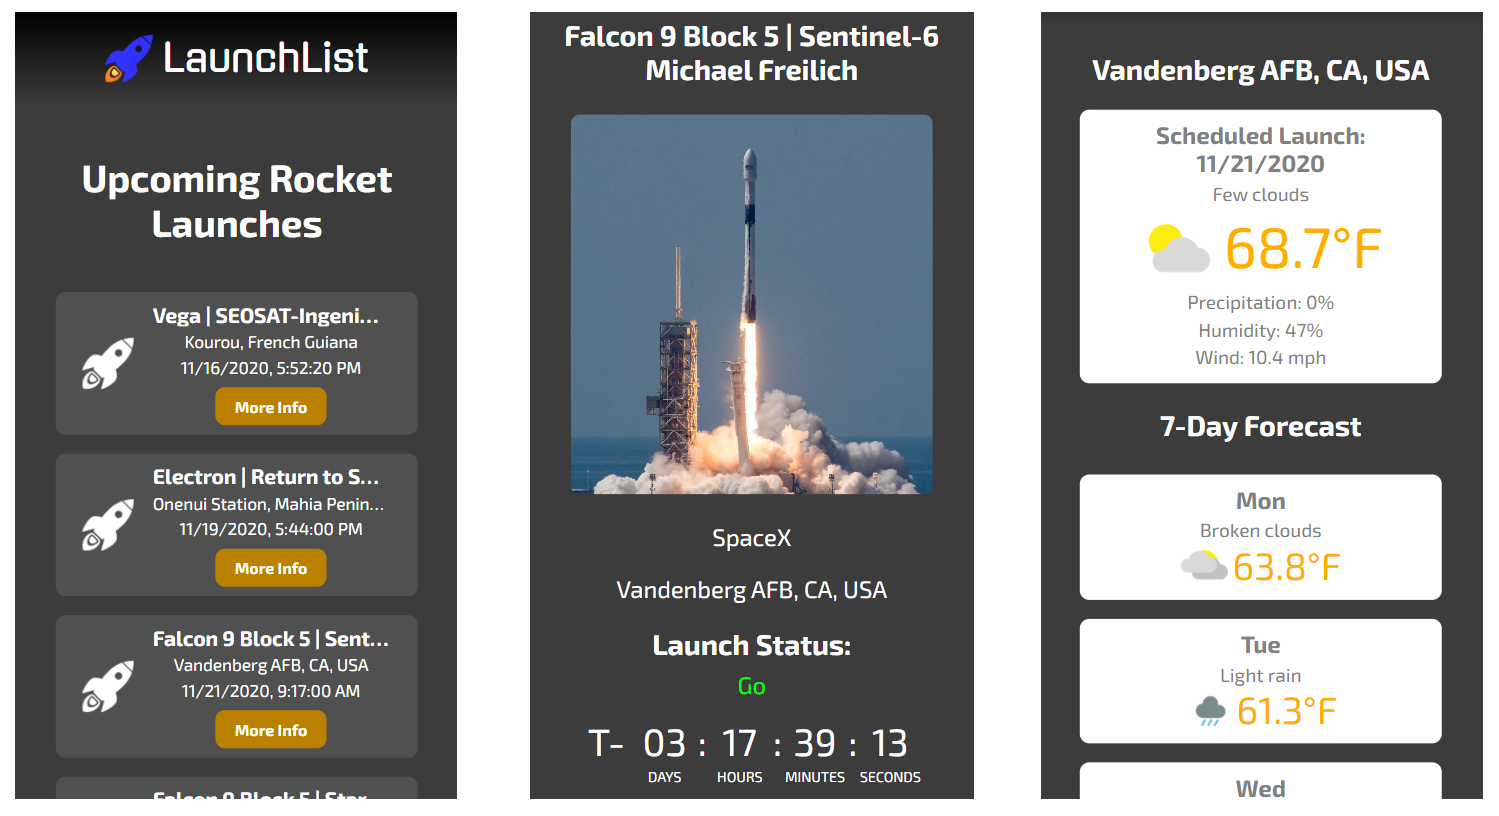 LaunchList
Upcoming Rocket
Launches
Vega | SEOSAT-Ingeni...
Kourou, French Guiana
11/16/2020, 5:52:20 PM
More Info
Electron | Return to S...
Onenui Station, Mahia Penin...
11/19/2020, 5:44:00 PM
More Info
Falcon 9 Block 5 | Sent...
Vandenberg AFB, CA, USA
11/21/2020, 9:17:00 AM
More Info
Falcon 9 Block 5 | Star
Falcon 9 Block 5 | Sentinel-6
Michael Freilich
SpaceX
Vandenberg AFB, CA, USA
Launch Status:
Go
T- 03 : 17 : 39 : 13
DAYS HOURS MINUTES SECONDS
Vandenberg AFB, CA, USA
Scheduled Launch:
11/21/2020
Few clouds
68.7°F
Precipitation: 0%
Humidity: 47%
Wind: 10.4 mph
7-Day Forecast
Mon
Broken clouds
63.8°F
Tue
Light rain
61.3°F
Wed